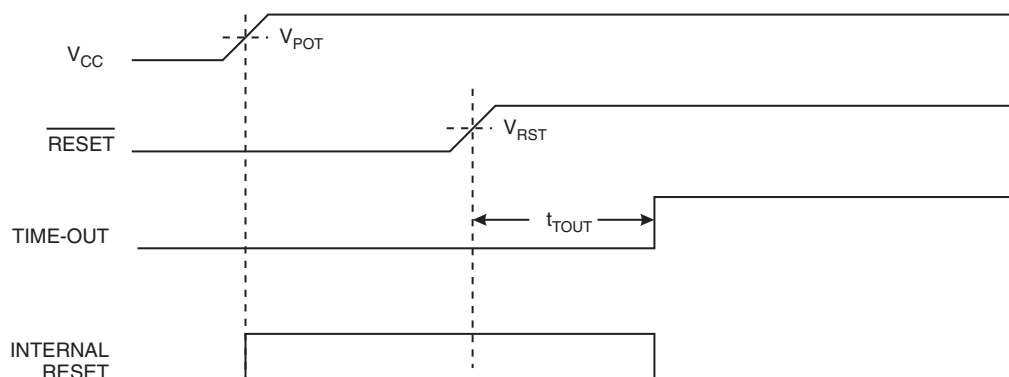 V_CC
V_POT
RESET
V_RST
TIME-OUT
t_TOUT
INTERNAL
RESET